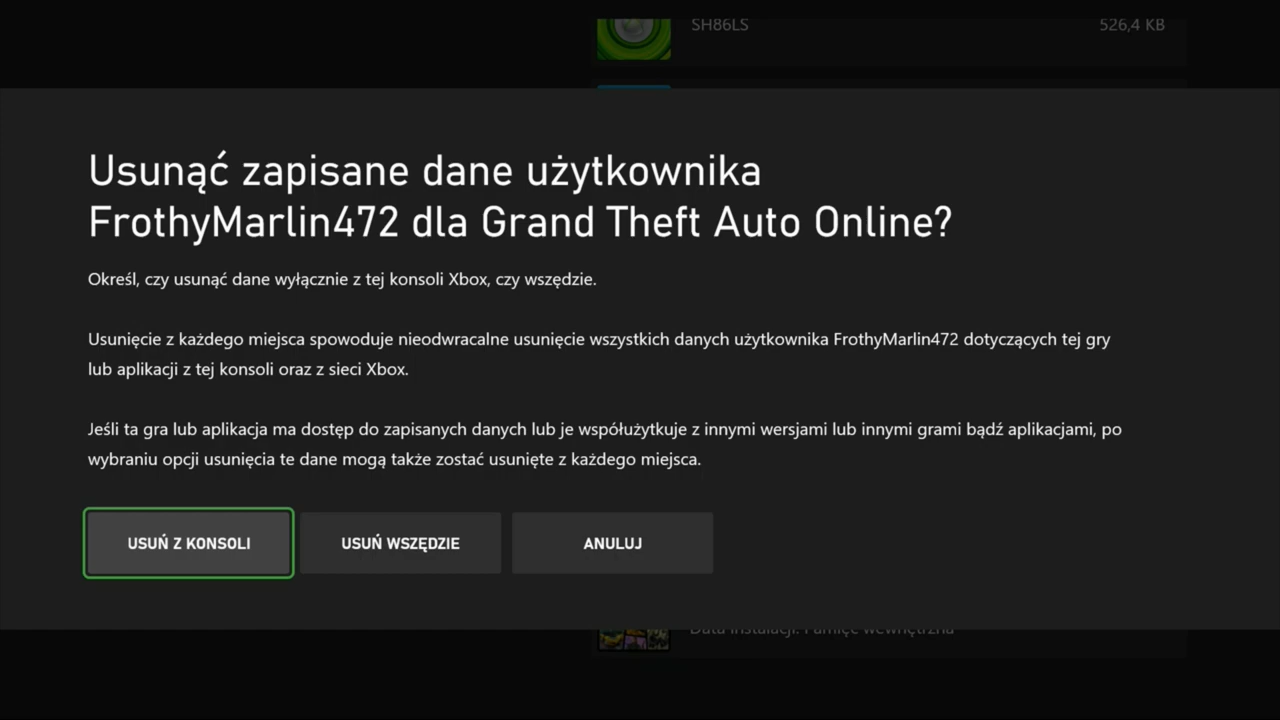 SH86LS 526,4 KB
Usunąć zapisane dane użytkownika
FrothyMarlin472 dla Grand Theft Auto Online?
Określ, czy usunąć dane wyłącznie z tej konsoli Xbox, czy wszędzie.
Usunięcie z każdego miejsca spowoduje nieodwracalne usunięcie wszystkich danych użytkownika FrothyMarlin472 dotyczących tej gry
lub aplikacji z tej konsoli oraz z sieci Xbox.
Jeśli ta gra lub aplikacja ma dostęp do zapisanych danych lub je współużytkuje z innymi wersjami lub innymi grami bądź aplikacjami, po
wybraniu opcji usunięcia te dane mogą także zostać usunięte z każdego miejsca.
USUŃ Z KONSOLI USUŃ WSZĘDZIE ANULUJ
Data instalacji: Pamięć wewnętrzna